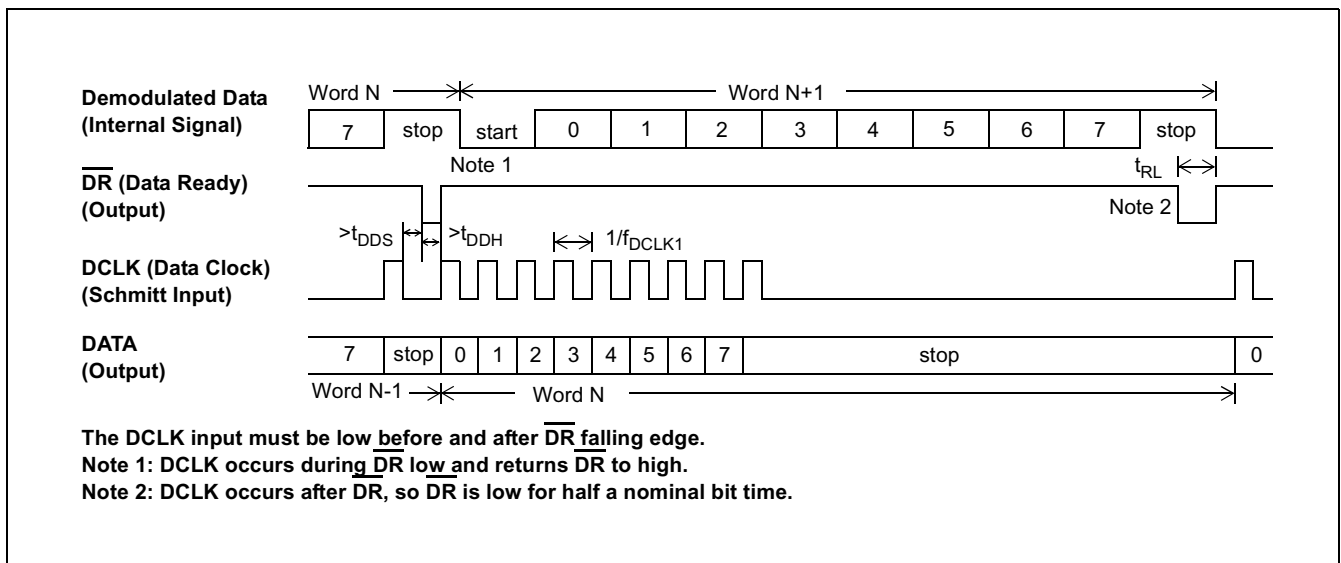 Word N Word N+1
Demodulated Data
(Internal Signal)
7 stop start 0 1 2 3 4 5 6 7 stop
Note 1
tRL
DR (Data Ready)
(Output)
Note 2
>tDDS >tDDH 1/fDCLK1
DCLK (Data Clock)
(Schmitt Input)
DATA
(Output)
7 stop 0 1 2 3 4 5 6 7 stop 0
Word N-1 Word N
The DCLK input must be low before and after DR falling edge.
Note 1: DCLK occurs during DR low and returns DR to high.
Note 2: DCLK occurs after DR, so DR is low for half a nominal bit time.